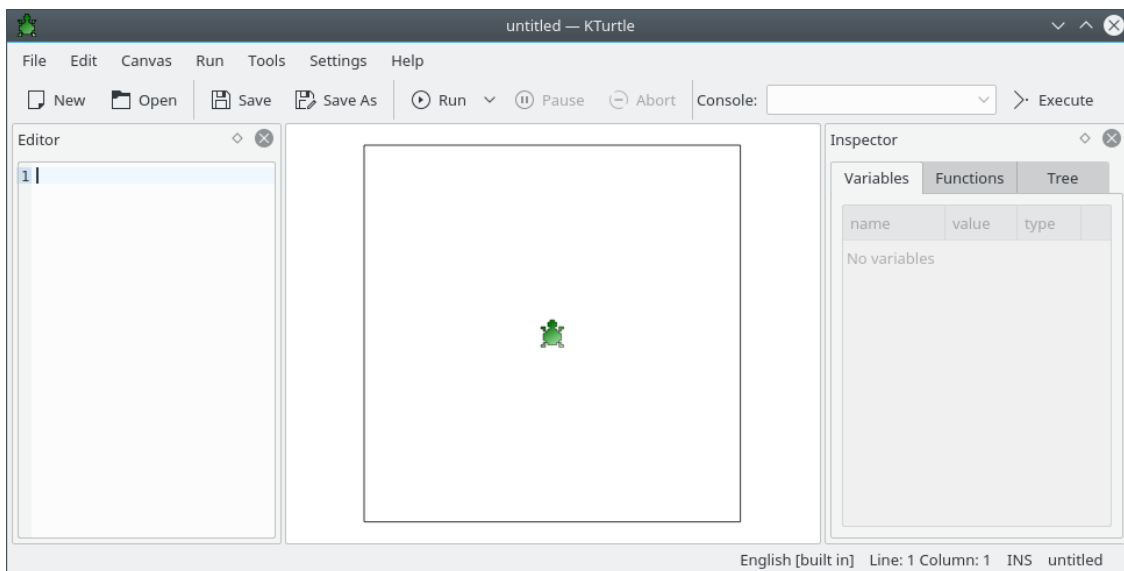 untitled — KTurtle
File Edit Canvas Run Tools Settings Help
New Open Save Save As Run Pause Abort Console: Execute
Editor
1
Inspector
Variables Functions Tree
name value type
No variables
English [built in] Line: 1 Column: 1 INS untitled